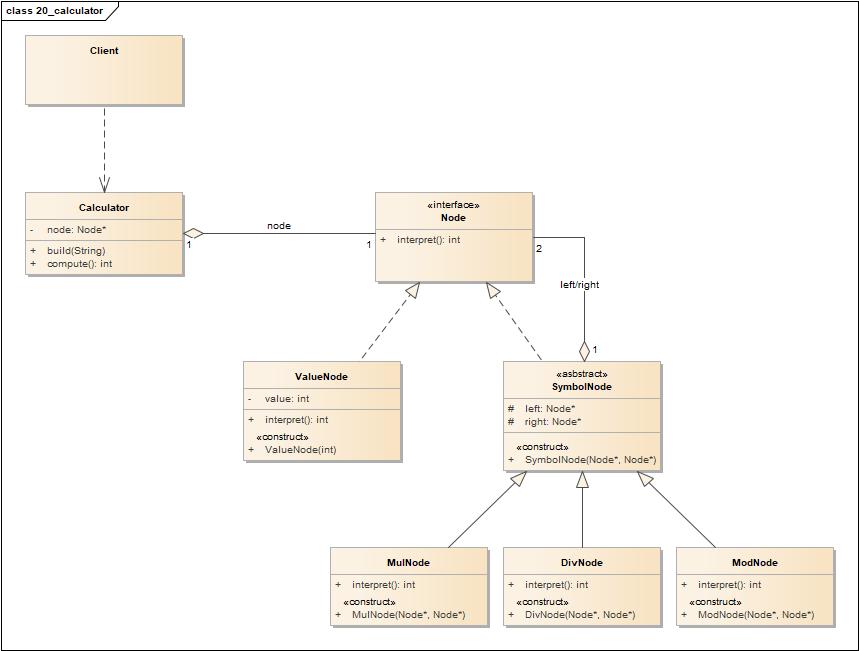 class 20_calculator
Client
Calculator
- node: Node*
+ build(String)
+ compute(): int
node
1
1
«interface»
Node
+ interpret(): int
2
left/right
1
ValueNode
- value: int
+ interpret(): int
«construct»
+ ValueNode(int)
«asbstract»
SymbolNode
# left: Node*
# right: Node*
«construct»
+ SymbolNode(Node*, Node*)
MulNode
+ interpret(): int
«construct»
+ MulNode(Node*, Node*)
DivNode
+ interpret(): int
«construct»
+ DivNode(Node*, Node*)
ModNode
+ interpret(): int
«construct»
+ ModNode(Node*, Node*)